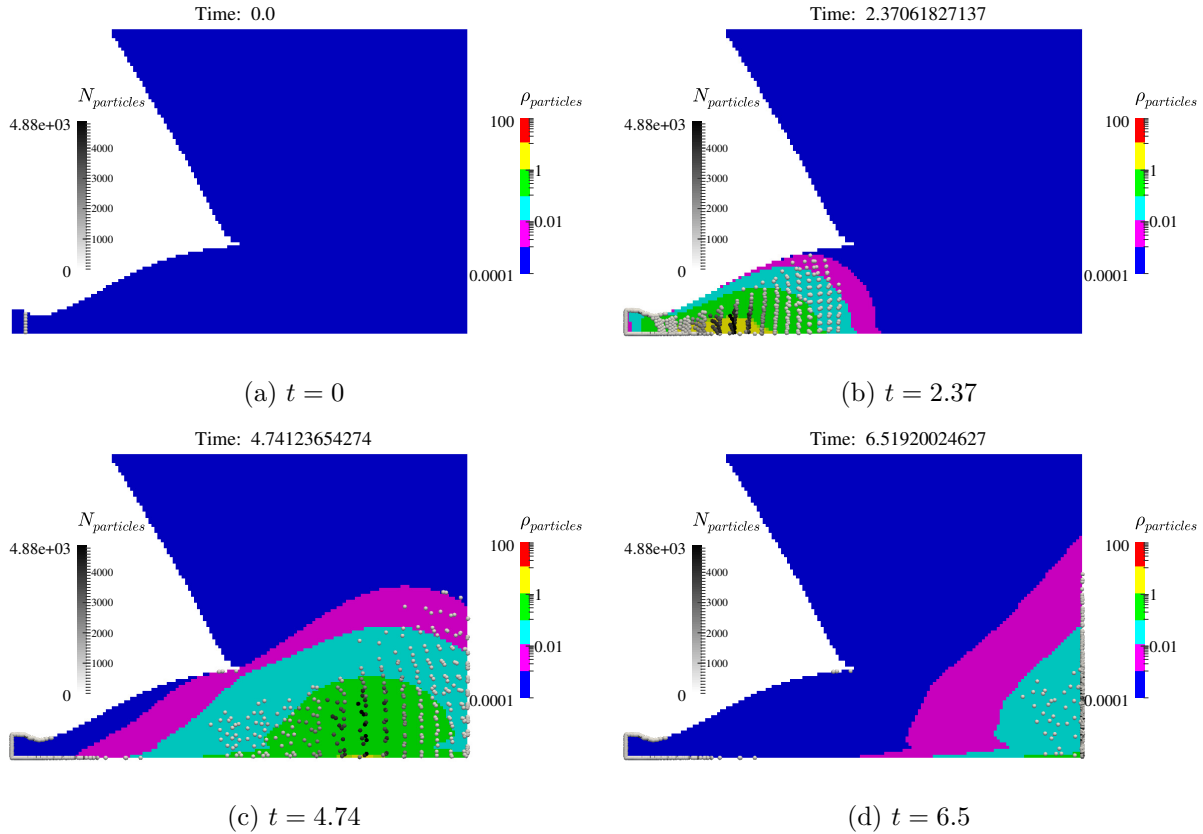 Time: 0.0
N_particles
4.88e+03
4000
3000
2000
1000
0
ρ_particles
100
1
0.01
0.0001
(a) t = 0
Time: 2.37061827137
N_particles
4.88e+03
4000
3000
2000
1000
0
ρ_particles
100
1
0.01
0.0001
(b) t = 2.37
Time: 4.74123654274
N_particles
4.88e+03
4000
3000
2000
1000
0
ρ_particles
100
1
0.01
0.0001
(c) t = 4.74
Time: 6.51920024627
N_particles
4.88e+03
4000
3000
2000
1000
0
ρ_particles
100
1
0.01
0.0001
(d) t = 6.5